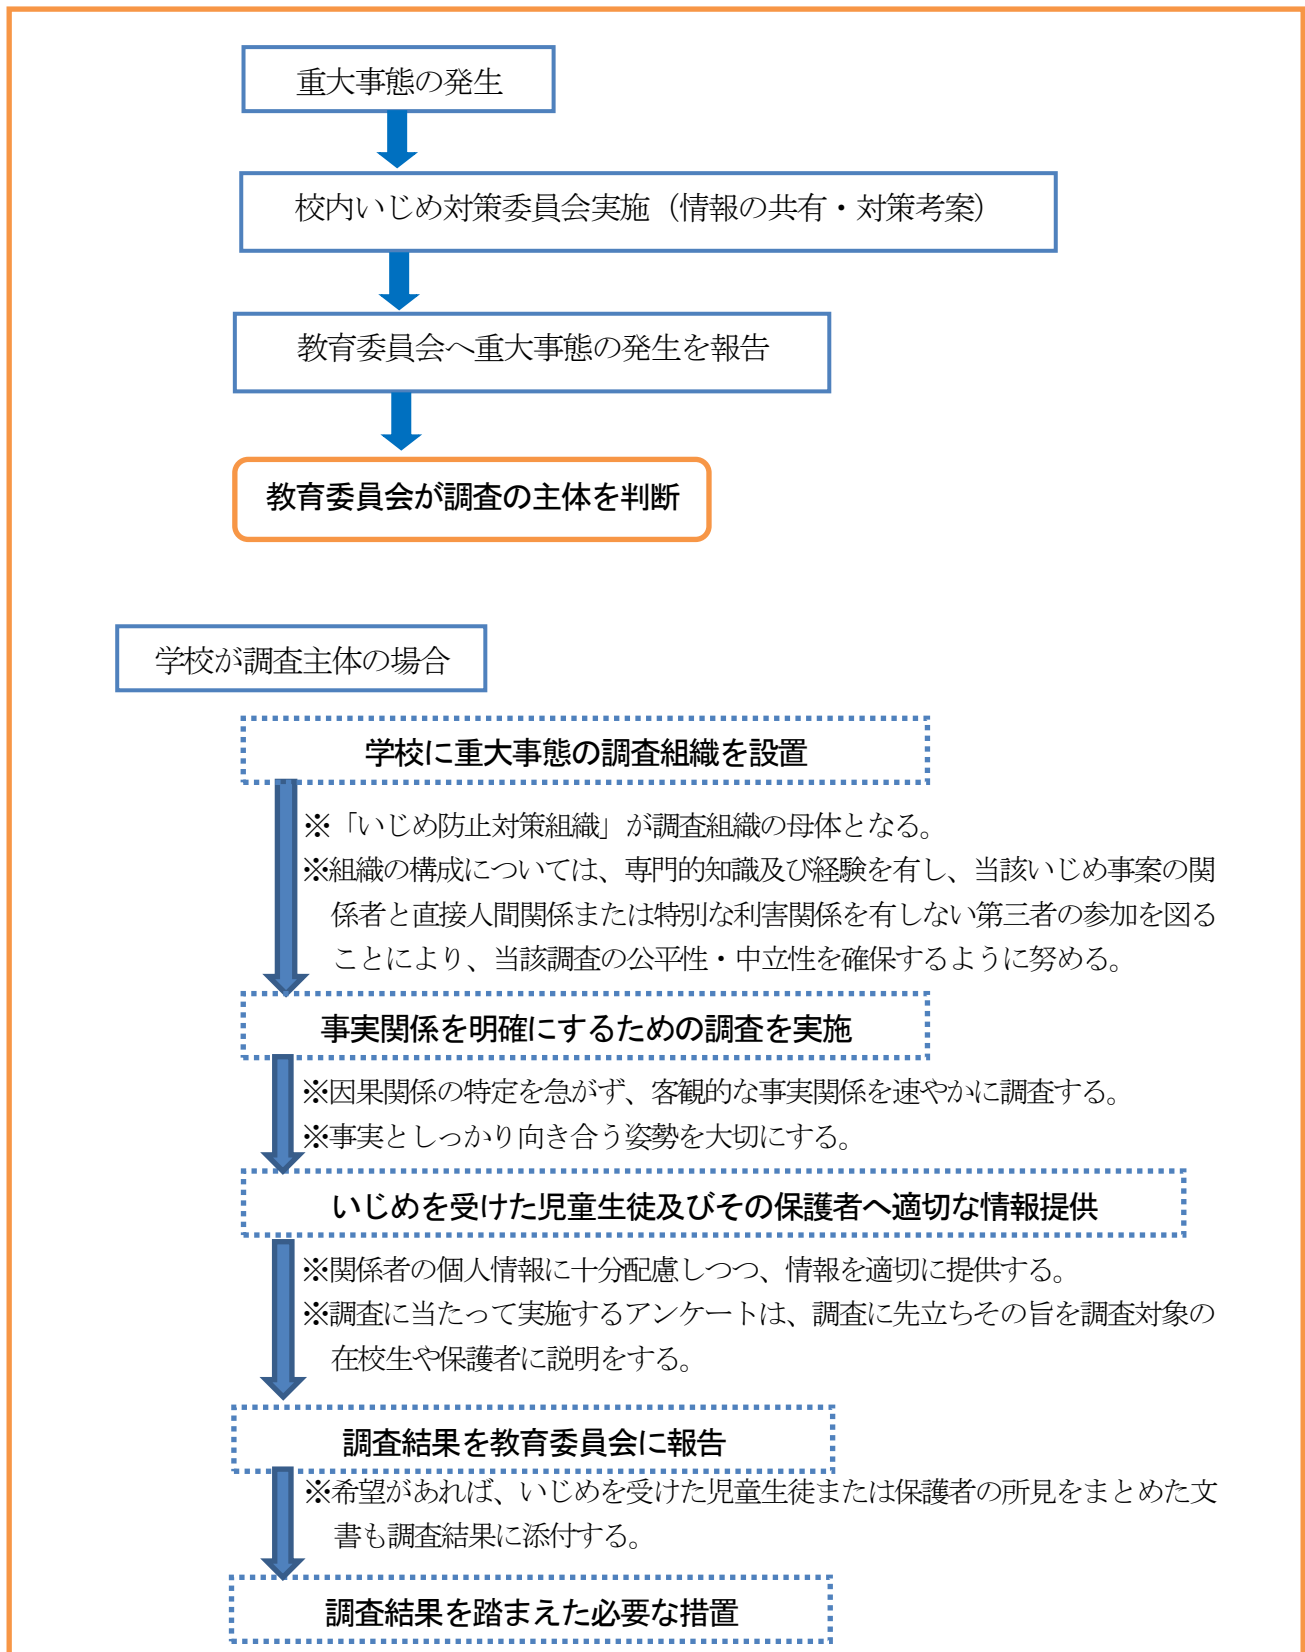 重大事態の発生
校内いじめ対策委員会実施（情報の共有・対策考案）
教育委員会へ重大事態の発生を報告
教育委員会が調査の主体を判断
学校が調査主体の場合
学校に重大事態の調査組織を設置
※「いじめ防止対策組織」が調査組織の母体となる。
※組織の構成については、専門的知識及び経験を有し、当該いじめ事案の関
係者と直接人間関係または特別な利害関係を有しない第三者の参加を図る
ことにより、当該調査の公平性・中立性を確保するように努める。
事実関係を明確にするための調査を実施
※因果関係の特定を急がず、客観的な事実関係を速やかに調査する。
※事実としっかり向き合う姿勢を大切にする。
いじめを受けた児童生徒及びその保護者へ適切な情報提供
※関係者の個人情報に十分配慮しつつ、情報を適切に提供する。
※調査に当たって実施するアンケートは、調査に先立ちその旨を調査対象の
在校生や保護者に説明をする。
調査結果を教育委員会に報告
※希望があれば、いじめを受けた児童生徒または保護者の所見をまとめた文
書も調査結果に添付する。
調査結果を踏まえた必要な措置